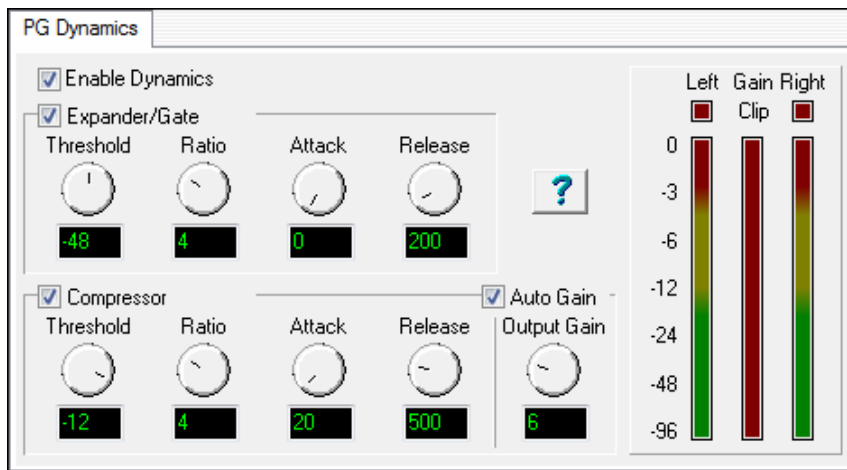 PG Dynamics
Enable Dynamics
Expander/Gate
Threshold Ratio Attack Release
-48 4 0 200
?
Compressor Auto Gain
Threshold Ratio Attack Release Output Gain
-12 4 20 500 6
Left Gain Right
Clip
0
-3
-6
-12
-24
-48
-96